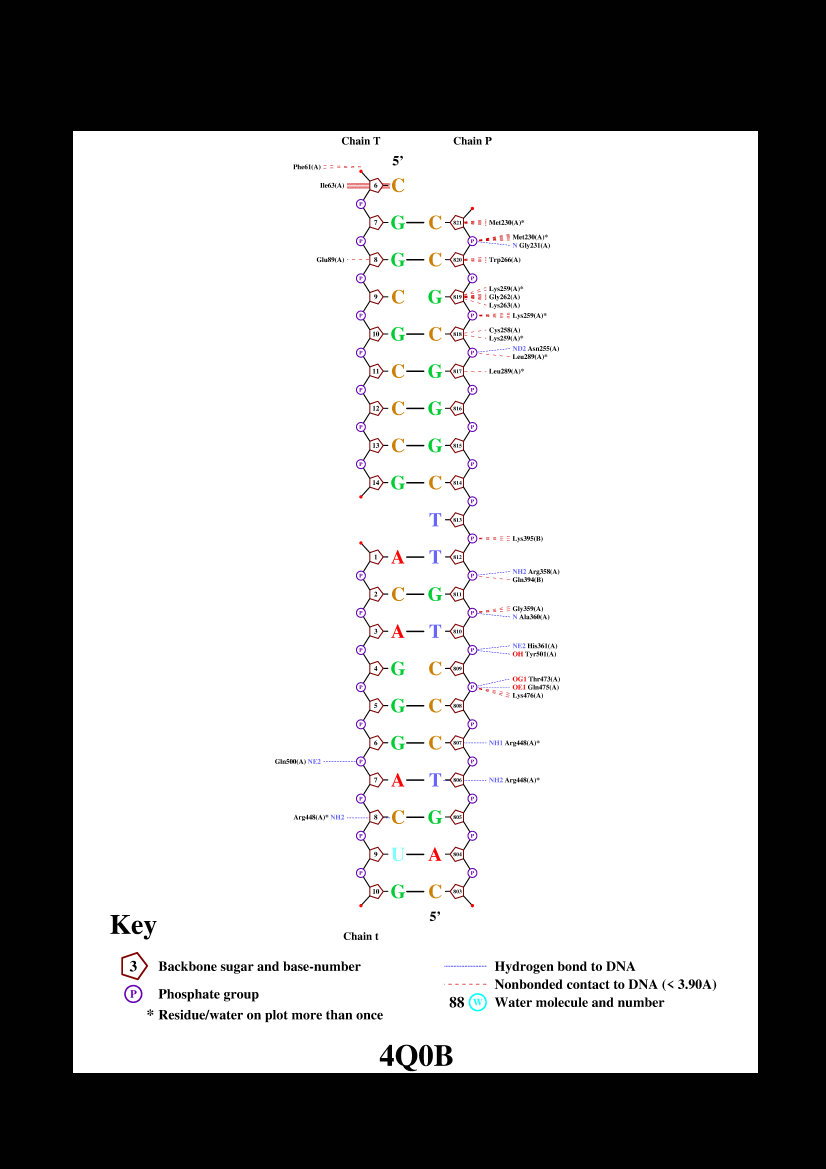 Chain T Chain P
5’
Phe61(A)
Ile63(A) 6 C
P
7 G C 821 Met230(A)*
Met230(A)*
P P N Gly231(A)
Glu89(A) 8 G C 820 Trp266(A)
P P
Lys259(A)*
9 C G 819 Gly262(A)
Lys263(A)
P P Lys259(A)*
Cys258(A)
10 G C 818
Lys259(A)*
ND2 Asn255(A)
P P
Leu289(A)*
11 C G 817 Leu289(A)*
P P
12 C G 816
P P
13 C G 815
P P
14 G C 814
P
T 813
P Lys395(B)
1 A T 812
NH2 Arg358(A)
P P
Gln394(B)
2 C G 811
Gly359(A)
P P
N Ala360(A)
3 A T 810
NE2 His361(A)
P P
OH Tyr501(A)
4 G C 809
OG1 Thr473(A)
P P OE1 Gln475(A)
Lys476(A)
5 G C 808
P P
6 G C 807 NH1 Arg448(A)*
Gln500(A) NE2 P P
7 A T 806 NH2 Arg448(A)*
P P
Arg448(A)* NH2 8 C G 805
P P
9 U A 804
P P
10 G C 803
5’
Chain t
Key
3 Backbone sugar and base-number
P Phosphate group
* Residue/water on plot more than once
Hydrogen bond to DNA
Nonbonded contact to DNA (< 3.90A)
88 W Water molecule and number
4Q0B